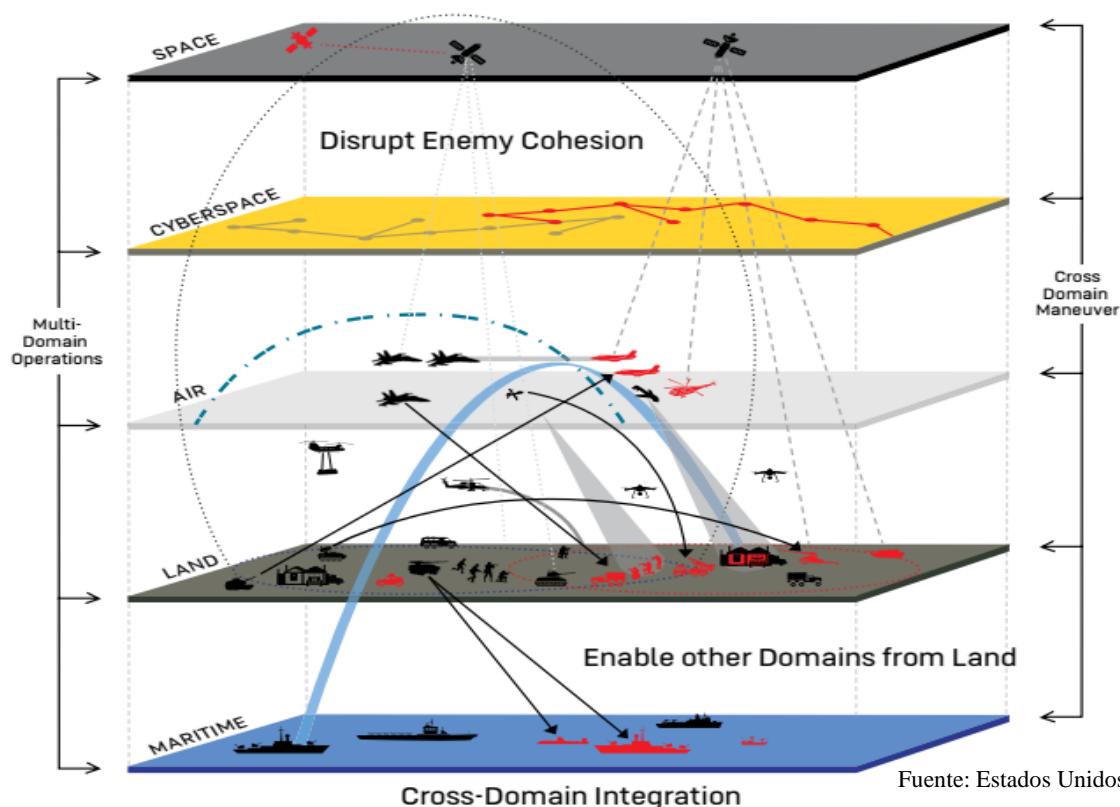 SPACE
Disrupt Enemy Cohesion
CYBERSPACE
Multi-
Domain
Operations
Cross
Domain
Maneuver
AIR
LAND
Enable other Domains from Land
MARITIME
Fuente: Estados Unidos
Cross-Domain Integration